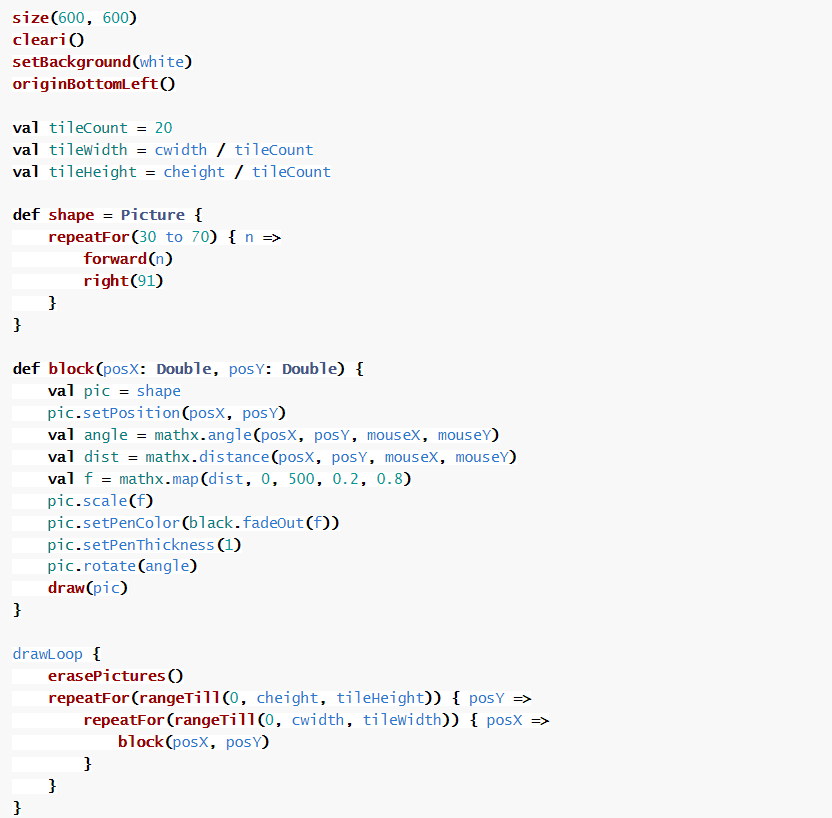 size(600, 600)
cleari()
setBackground(white)
originBottomLeft()

val tileCount = 20
val tileWidth = cwidth / tileCount
val tileHeight = cheight / tileCount

def shape = Picture {
    repeatFor(30 to 70) { n =>
        forward(n)
        right(91)
    }
}

def block(posX: Double, posY: Double) {
    val pic = shape
    pic.setPosition(posX, posY)
    val angle = mathx.angle(posX, posY, mouseX, mouseY)
    val dist = mathx.distance(posX, posY, mouseX, mouseY)
    val f = mathx.map(dist, 0, 500, 0.2, 0.8)
    pic.scale(f)
    pic.setPenColor(black.fadeOut(f))
    pic.setPenThickness(1)
    pic.rotate(angle)
    draw(pic)
}

drawLoop {
    erasePictures()
    repeatFor(rangeTill(0, cheight, tileHeight)) { posY =>
        repeatFor(rangeTill(0, cwidth, tileWidth)) { posX =>
            block(posX, posY)
        }
    }
}